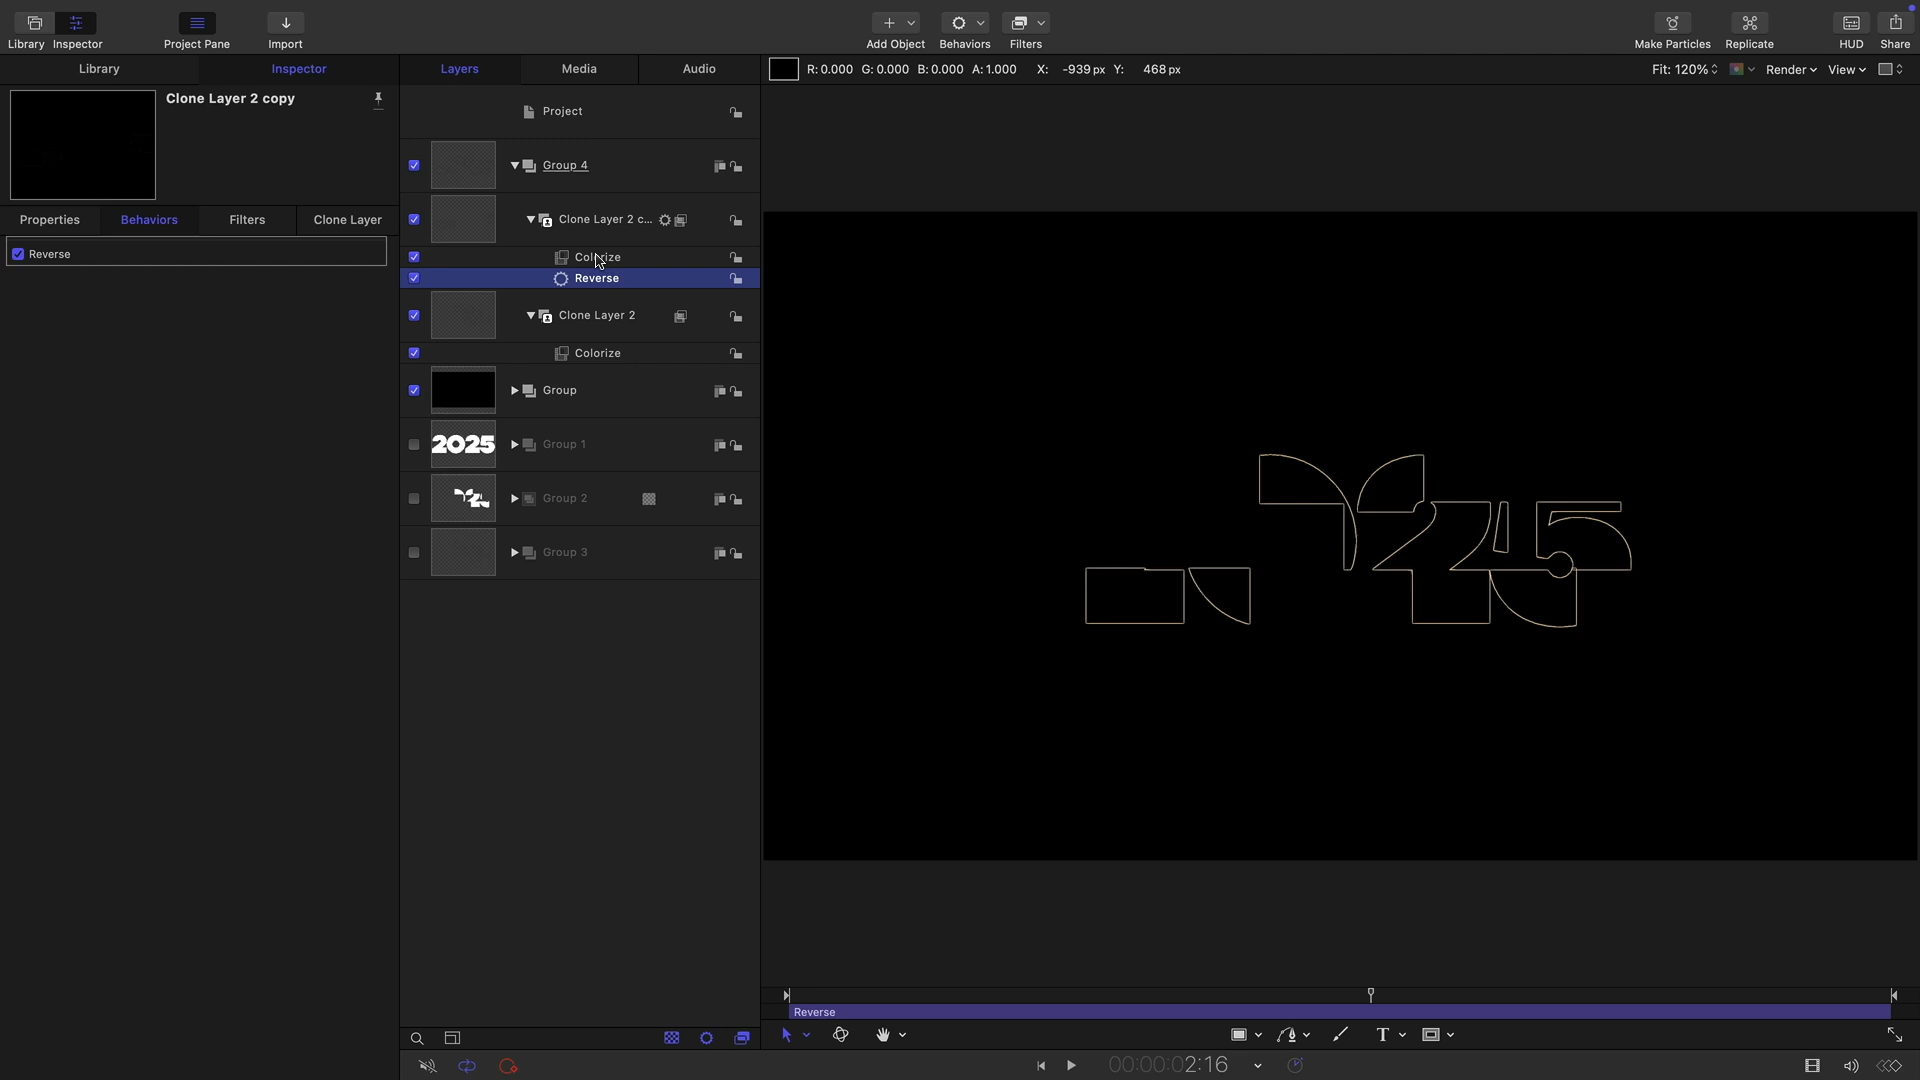 Library Inspector Project Pane Import Add Object Behaviors Filters Make Particles Replicate HUD Share
Library Inspector Layers Media Audio R: 0.000 G: 0.000 B: 0.000 A: 1.000 X: -939 px Y: 468 px Fit: 120% Render View
Clone Layer 2 copy
Project
Group 4
Properties Behaviors Filters Clone Layer
Clone Layer 2 c...
Reverse
Colorize
Reverse
Clone Layer 2
Colorize
Group
2025
Group 1
Group 2
Group 3
Reverse
T
00:00:02:16